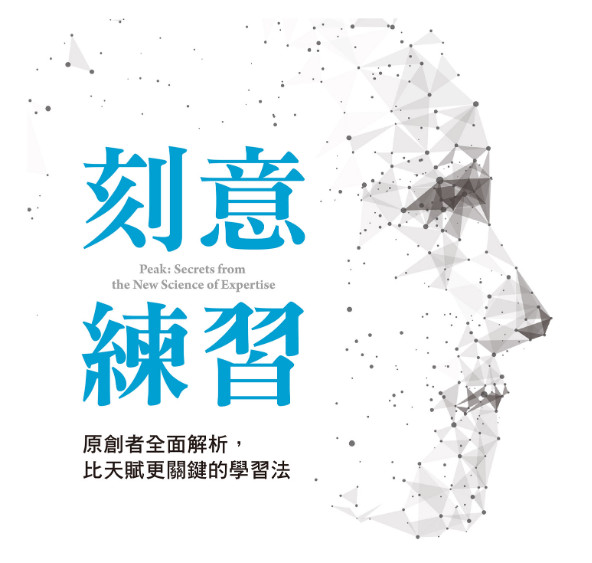 刻意
Peak: Secrets from
the New Science of Expertise
練習
原創者全面解析，
比天賦更關鍵的學習法